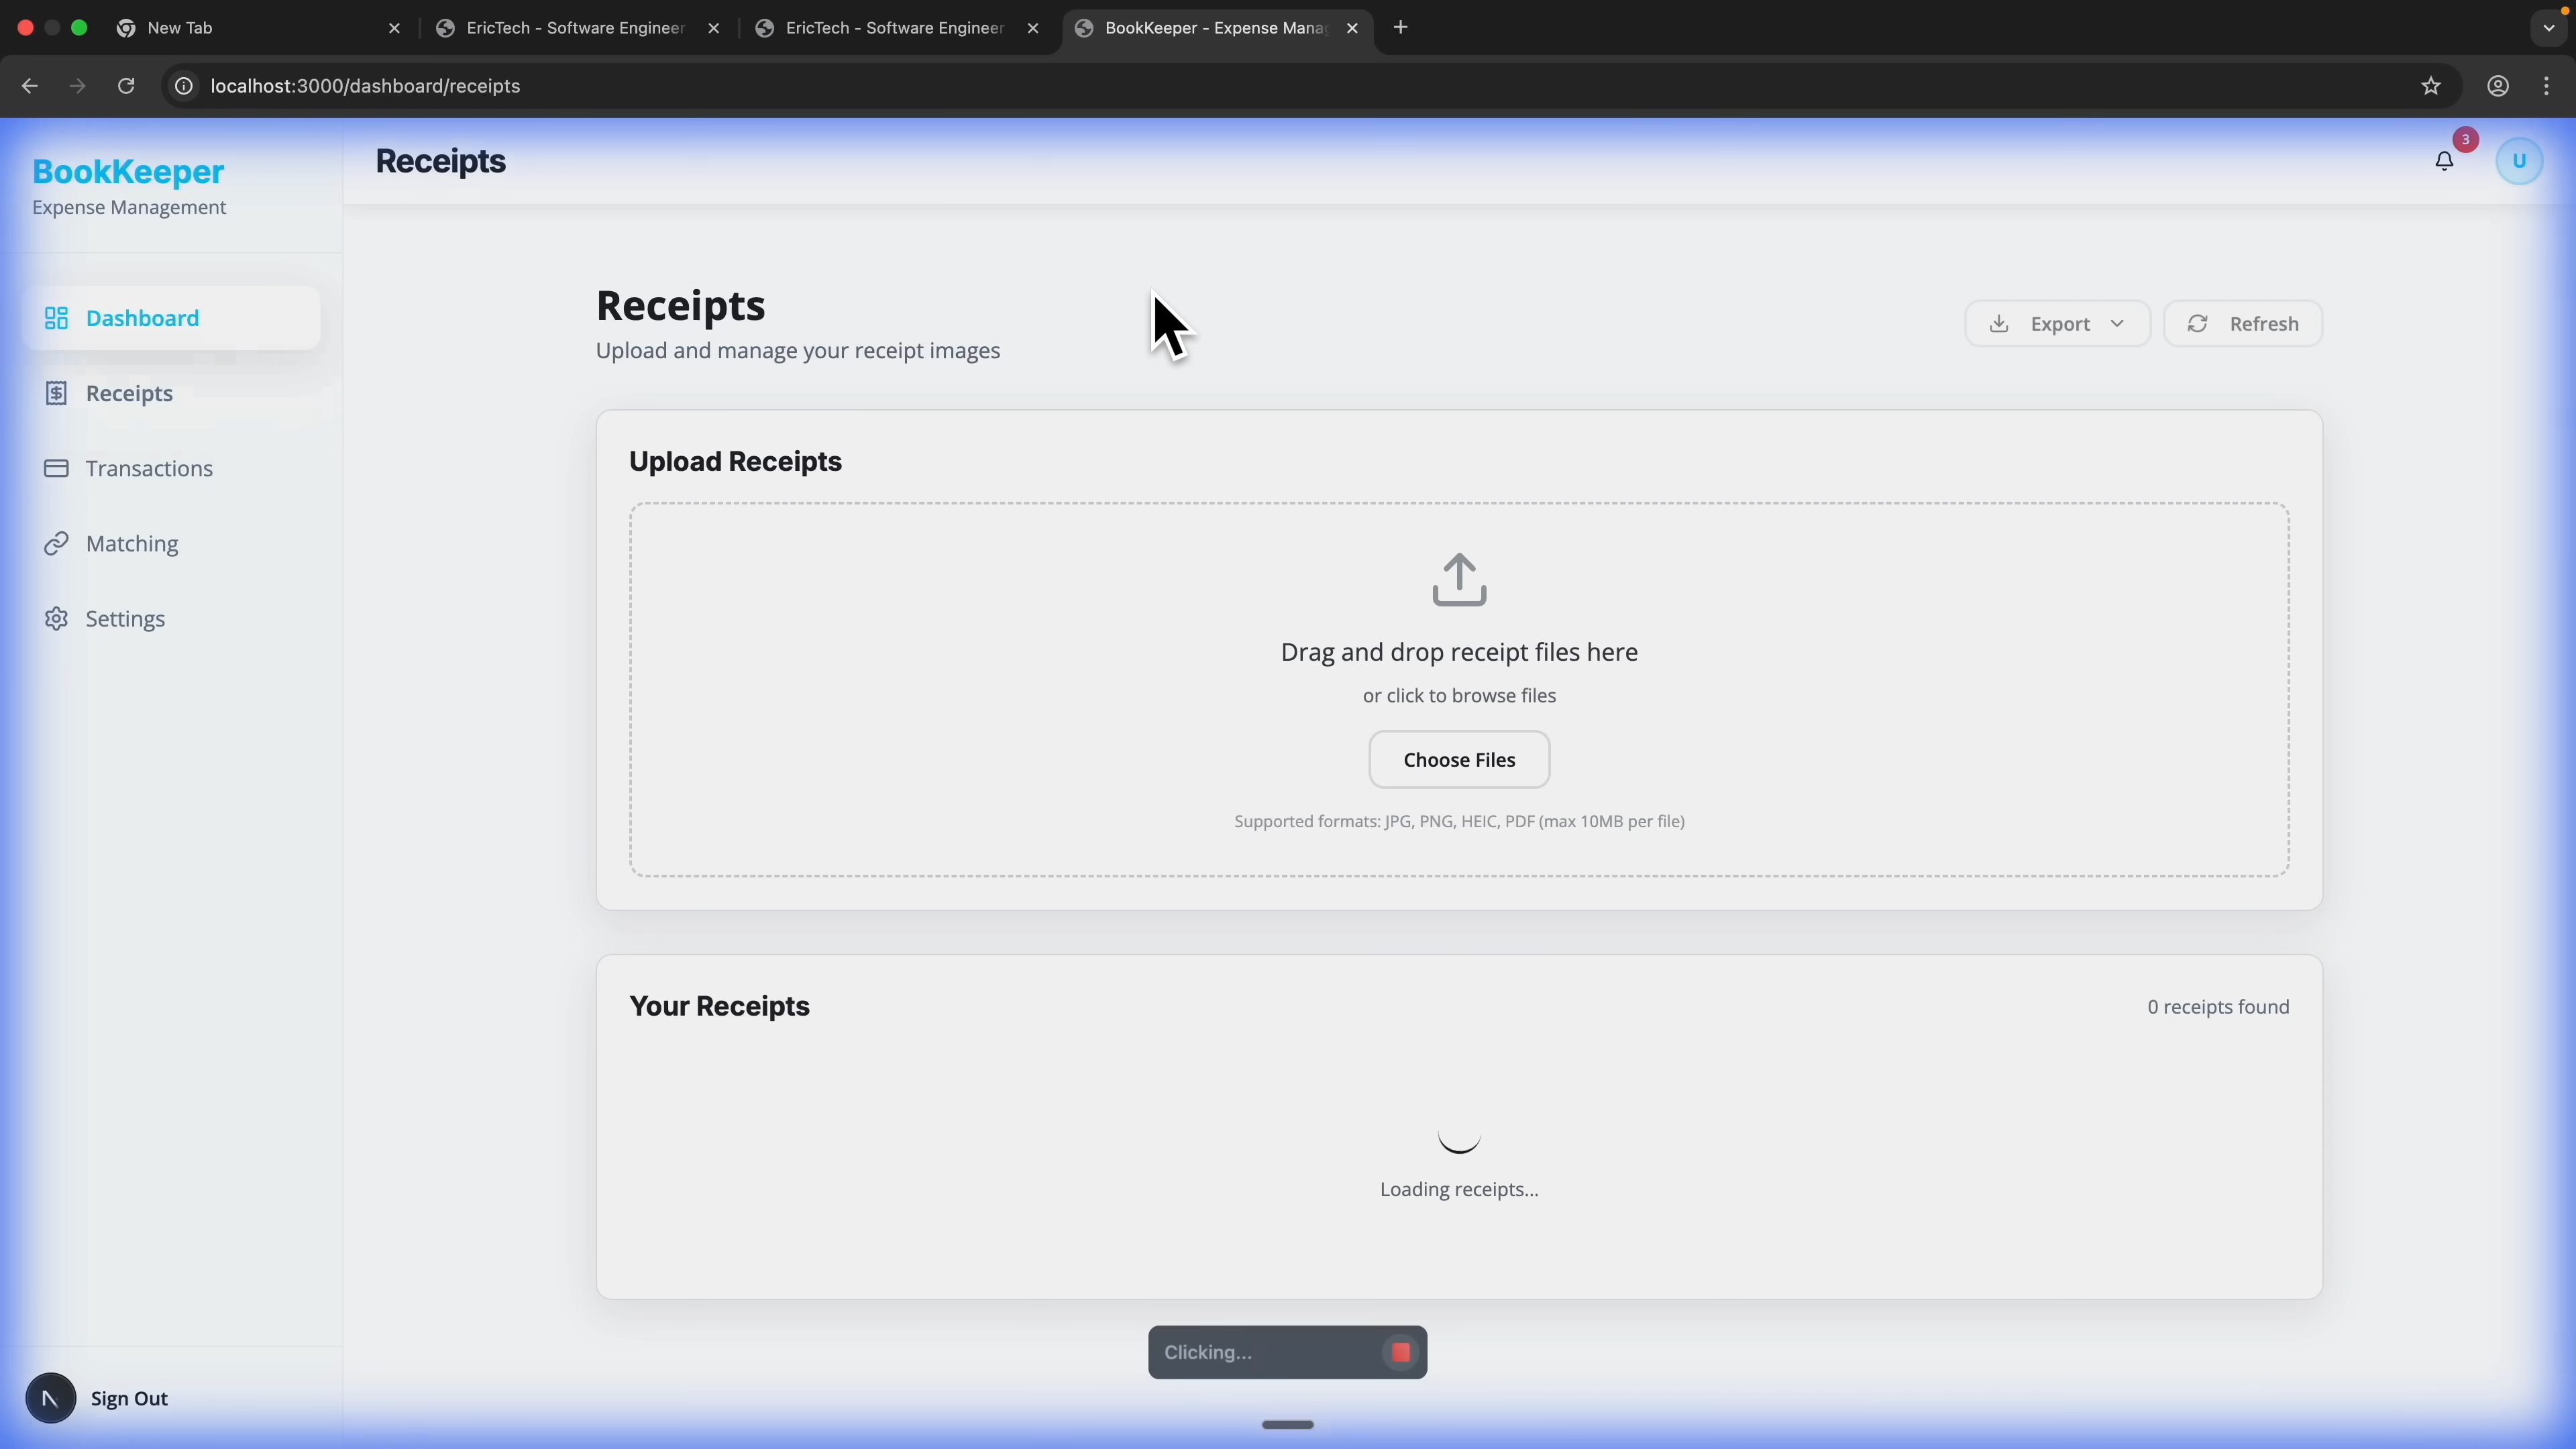 New Tab
EricTech - Software Engineer
EricTech - Software Engineer
BookKeeper - Expense Manag
localhost:3000/dashboard/receipts
BookKeeper
Expense Management
Receipts
3
U
Dashboard
Receipts
Transactions
Matching
Settings
Receipts
Upload and manage your receipt images
Export
Refresh
Upload Receipts
Drag and drop receipt files here
or click to browse files
Choose Files
Supported formats: JPG, PNG, HEIC, PDF (max 10MB per file)
Your Receipts
0 receipts found
Loading receipts...
Clicking...
N
Sign Out